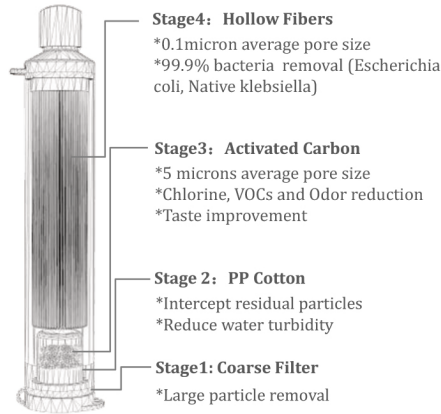 Stage4：Hollow Fibers
*0.1micron average pore size
*99.9% bacteria removal (Escherichia
coli, Native klebsiella)
Stage3：Activated Carbon
*5 microns average pore size
*Chlorine, VOCs and Odor reduction
*Taste improvement
Stage 2：PP Cotton
*Intercept residual particles
*Reduce water turbidity
Stage1: Coarse Filter
*Large particle removal